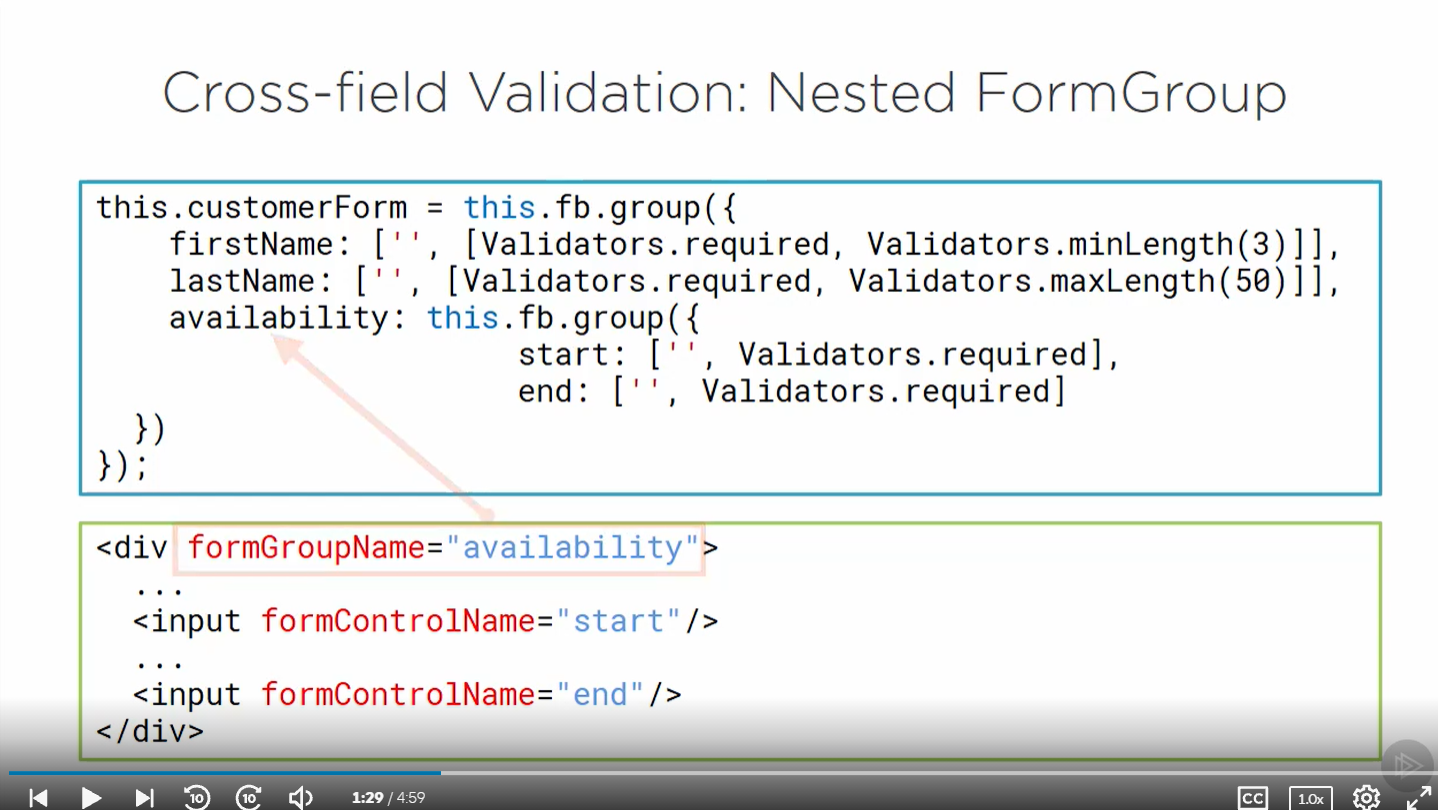 Cross-field Validation: Nested FormGroup
this.customerForm = this.fb.group({
firstName: ['', [Validators.required, Validators.minLength(3)]],
lastName: ['', [Validators.required, Validators.maxLength(50)]],
availability: this.fb.group({
start: ['', Validators.required],
end: ['', Validators.required]
})
});
<div formGroupName="availability">
...
<input formControlName="start"/>
...
<input formControlName="end"/>
</div>
10 10 1:29 / 4:59 CC 1.0x